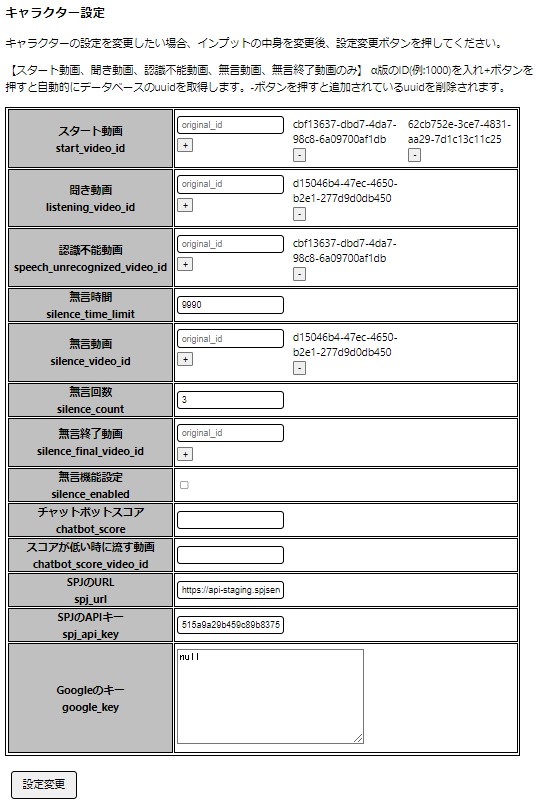 キャラクター設定
キャラクターの設定を変更したい場合、インプットの中身を変更後、設定変更ボタンを押してください。
【スタート動画、聞き動画、認識不能動画、無言動画、無言終了動画のみ】 α版のID(例:1000)を入れ+ボタンを
押すと自動的にデータベースのuuidを取得します。-ボタンを押すと追加されているuuidを削除されます。
スタート動画
start_video_id
original_id
+
cbf13637-dbd7-4da7-
98c8-6a09700af1db
-
62cb752e-3ce7-4831-
aa29-7d1c13c11c25
-
聞き動画
listening_video_id
original_id
+
d15046b4-47ec-4650-
b2e1-277d9d0db450
-
認識不能動画
speech_unrecognized_video_id
original_id
+
cbf13637-dbd7-4da7-
98c8-6a09700af1db
-
無言時間
silence_time_limit
9990
無言動画
silence_video_id
original_id
+
d15046b4-47ec-4650-
b2e1-277d9d0db450
-
無言回数
silence_count
3
無言終了動画
silence_final_video_id
original_id
+
無言機能設定
silence_enabled
チャットボットスコア
chatbot_score
スコアが低い時に流す動画
chatbot_score_video_id
SPJのURL
spj_url
https://api-staging.spjsen
SPJのAPIキー
spj_api_key
515a9a29b459c89b8375
Googleのキー
google_key
null
設定変更